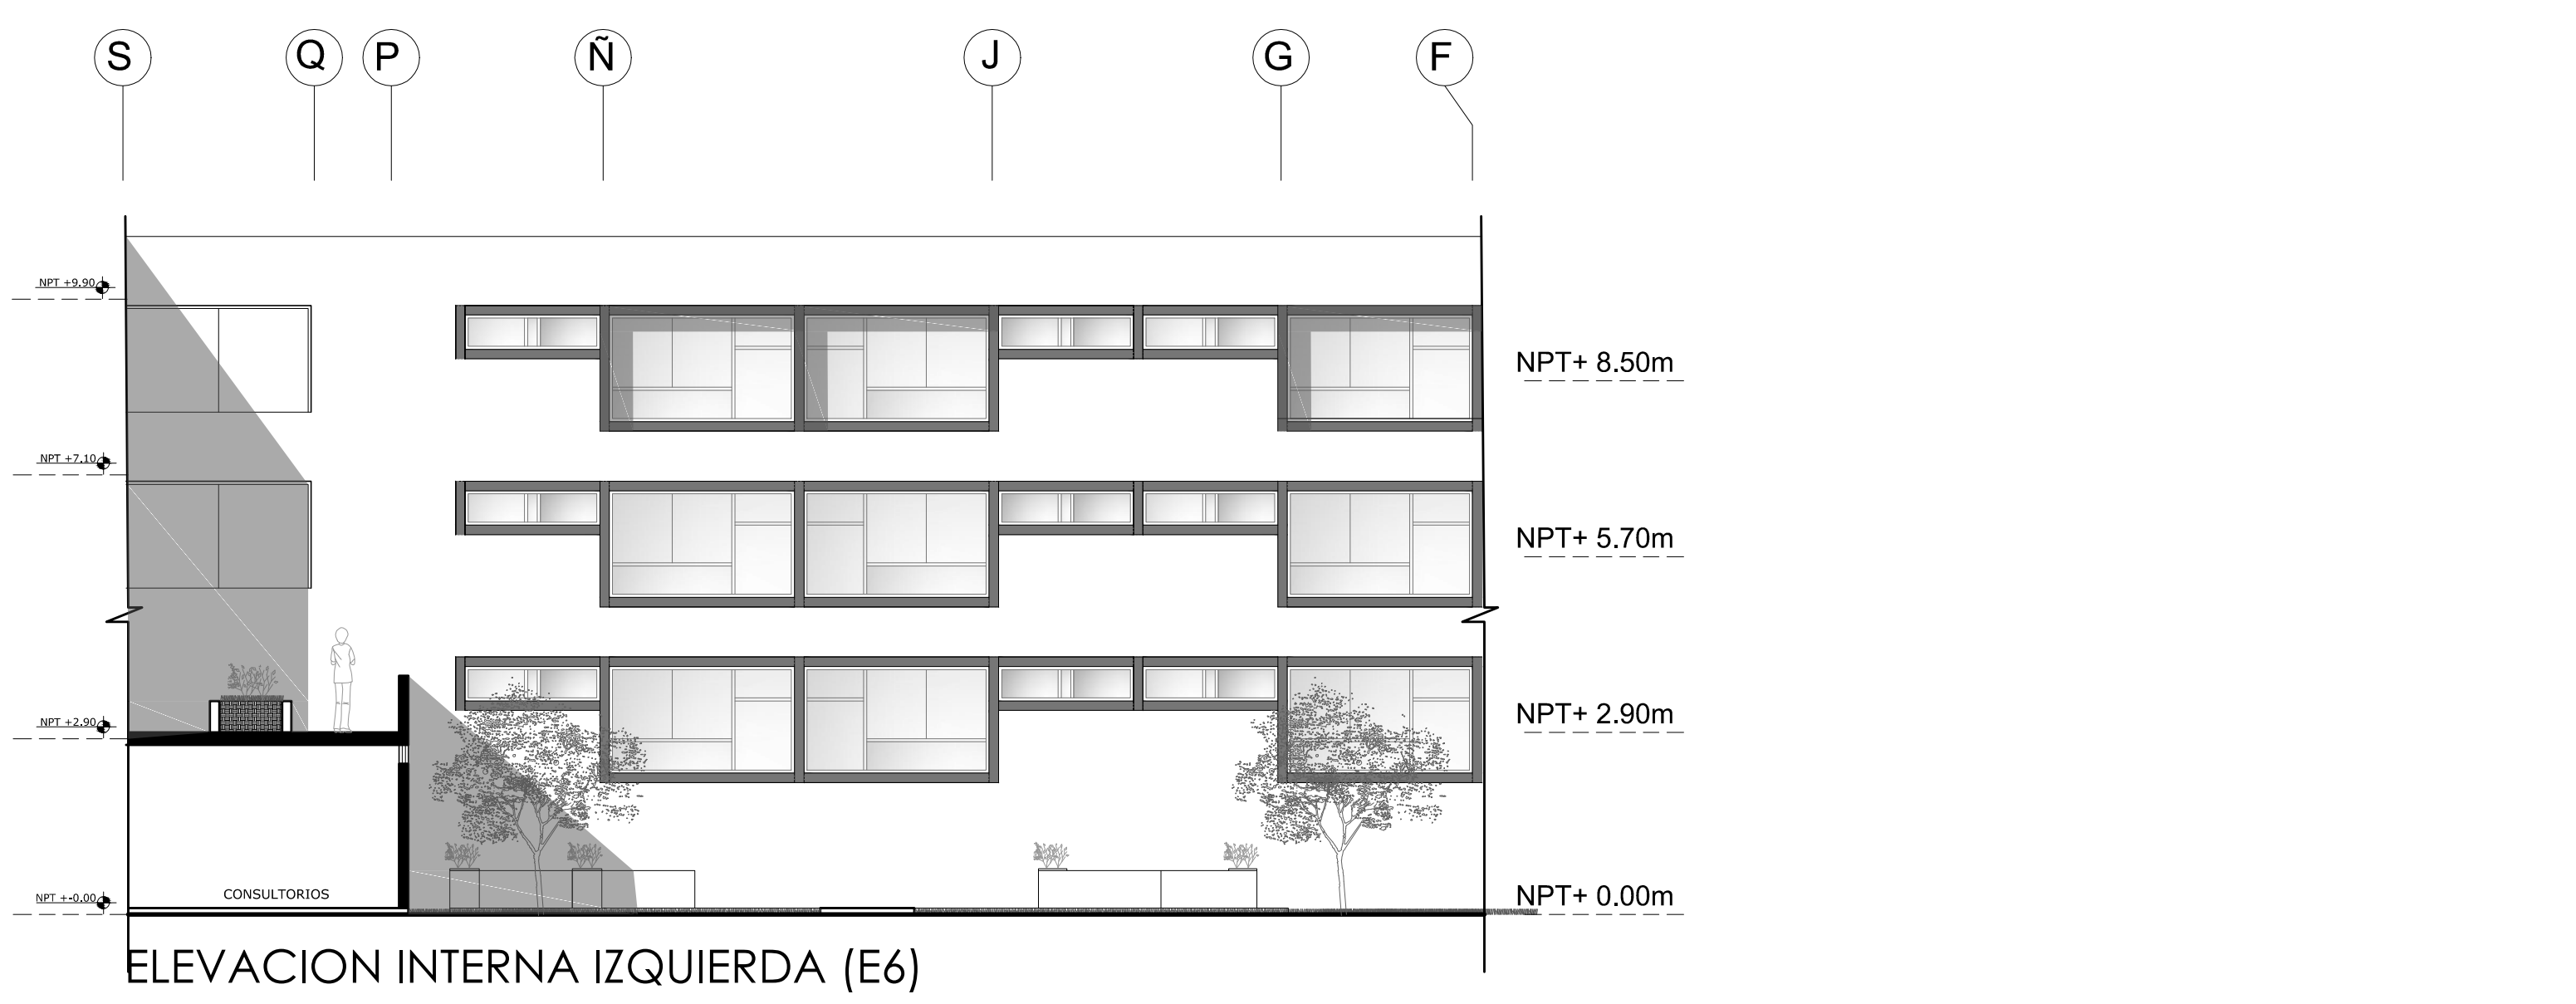 S Q P Ñ J G F
NPT +9.90
NPT+ 8.50m
NPT +7.10
NPT+ 5.70m
NPT+ 2.90m
NPT +2.90
CONSULTORIOS
NPT +-0.00
NPT+ 0.00m
ELEVACION INTERNA IZQUIERDA (E6)